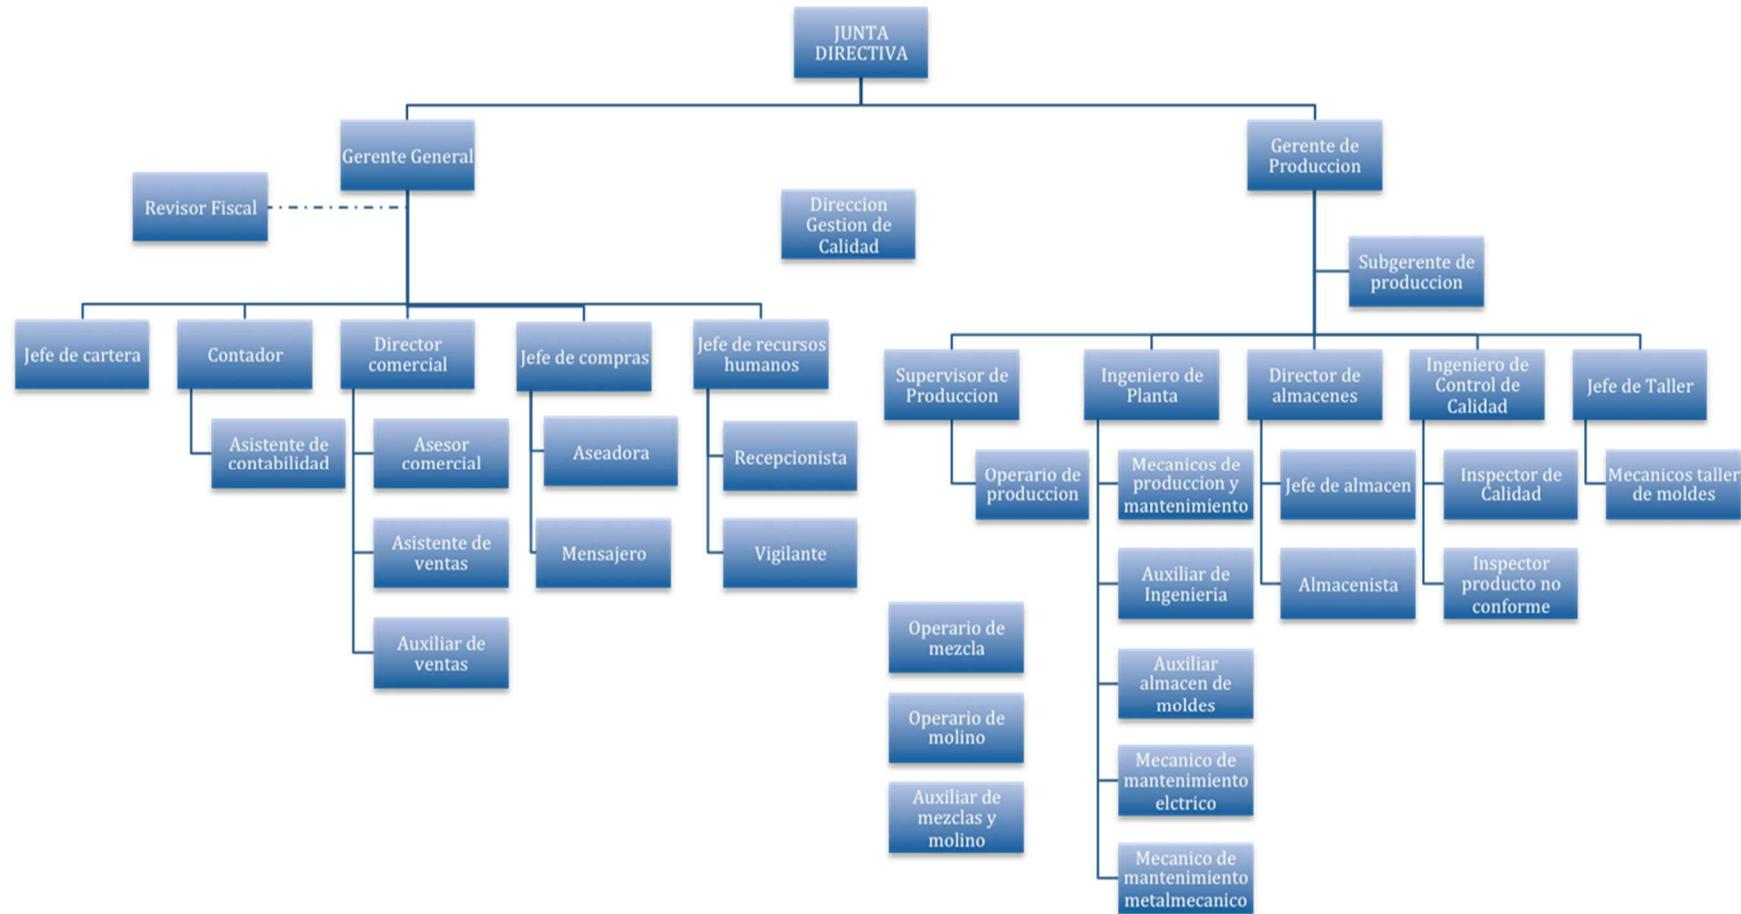 JUNTA
DIRECTIVA
Gerente General
Gerente de
Produccion
Revisor Fiscal
Direccion
Gestion de
Calidad
Subgerente de
produccion
Jefe de cartera
Contador
Director
comercial
Jefe de compras
Jefe de recursos
humanos
Supervisor de
Produccion
Ingeniero de
Planta
Director de
almacenes
Ingeniero de
Control de
Calidad
Jefe de Taller
Asistente de
contabilidad
Asesor
comercial
Aseadora
Recepcionista
Operario de
produccion
Mecanicos de
produccion y
mantenimiento
Jefe de almacen
Inspector de
Calidad
Mecanicos taller
de moldes
Asistente de
ventas
Mensajero
Vigilante
Auxiliar de
Ingenieria
Almacenista
Inspector
producto no
conforme
Auxiliar de
ventas
Operario de
mezcla
Auxiliar
almacen de
moldes
Operario de
molino
Mecanico de
mantenimiento
elctrico
Auxiliar de
mezclas y
molino
Mecanico de
mantenimiento
metalmecanico